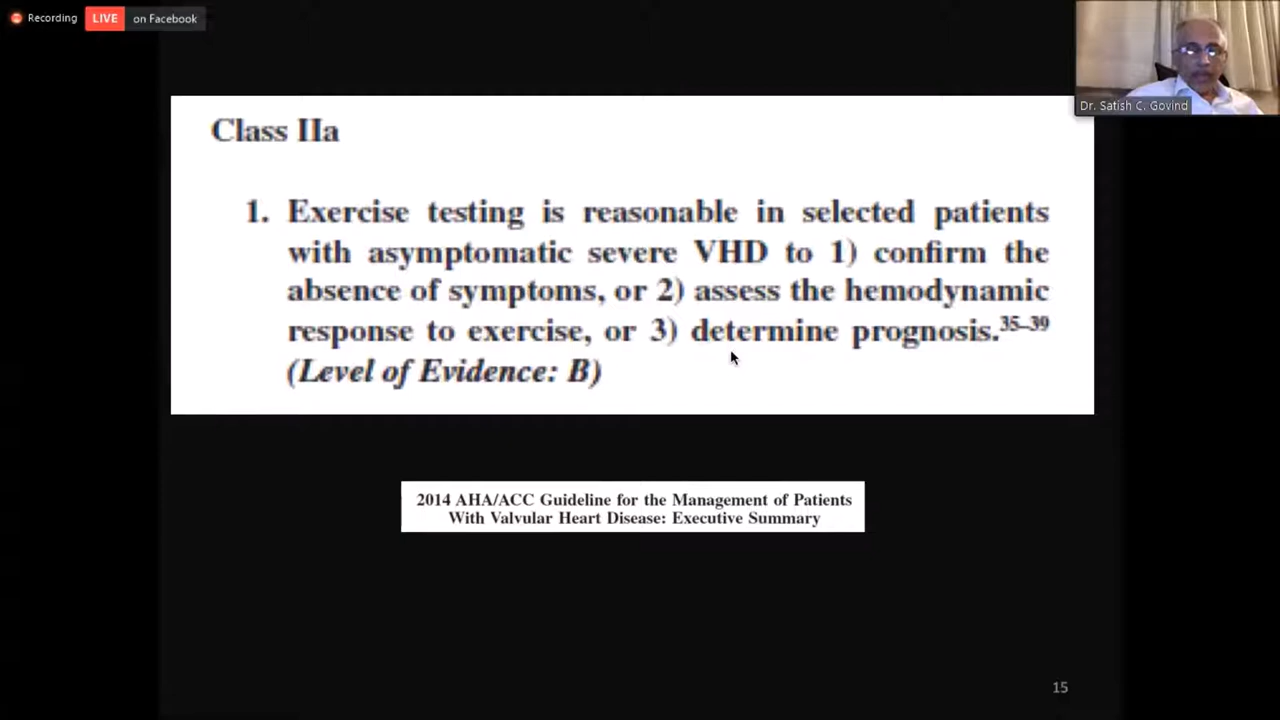 Recording
LIVE on Facebook
Dr. Satish C. Govind
Class IIa
1. Exercise testing is reasonable in selected patients
with asymptomatic severe VHD to 1) confirm the
absence of symptoms, or 2) assess the hemodynamic
response to exercise, or 3) determine prognosis.35–39
(Level of Evidence: B)
2014 AHA/ACC Guideline for the Management of Patients
With Valvular Heart Disease: Executive Summary
15